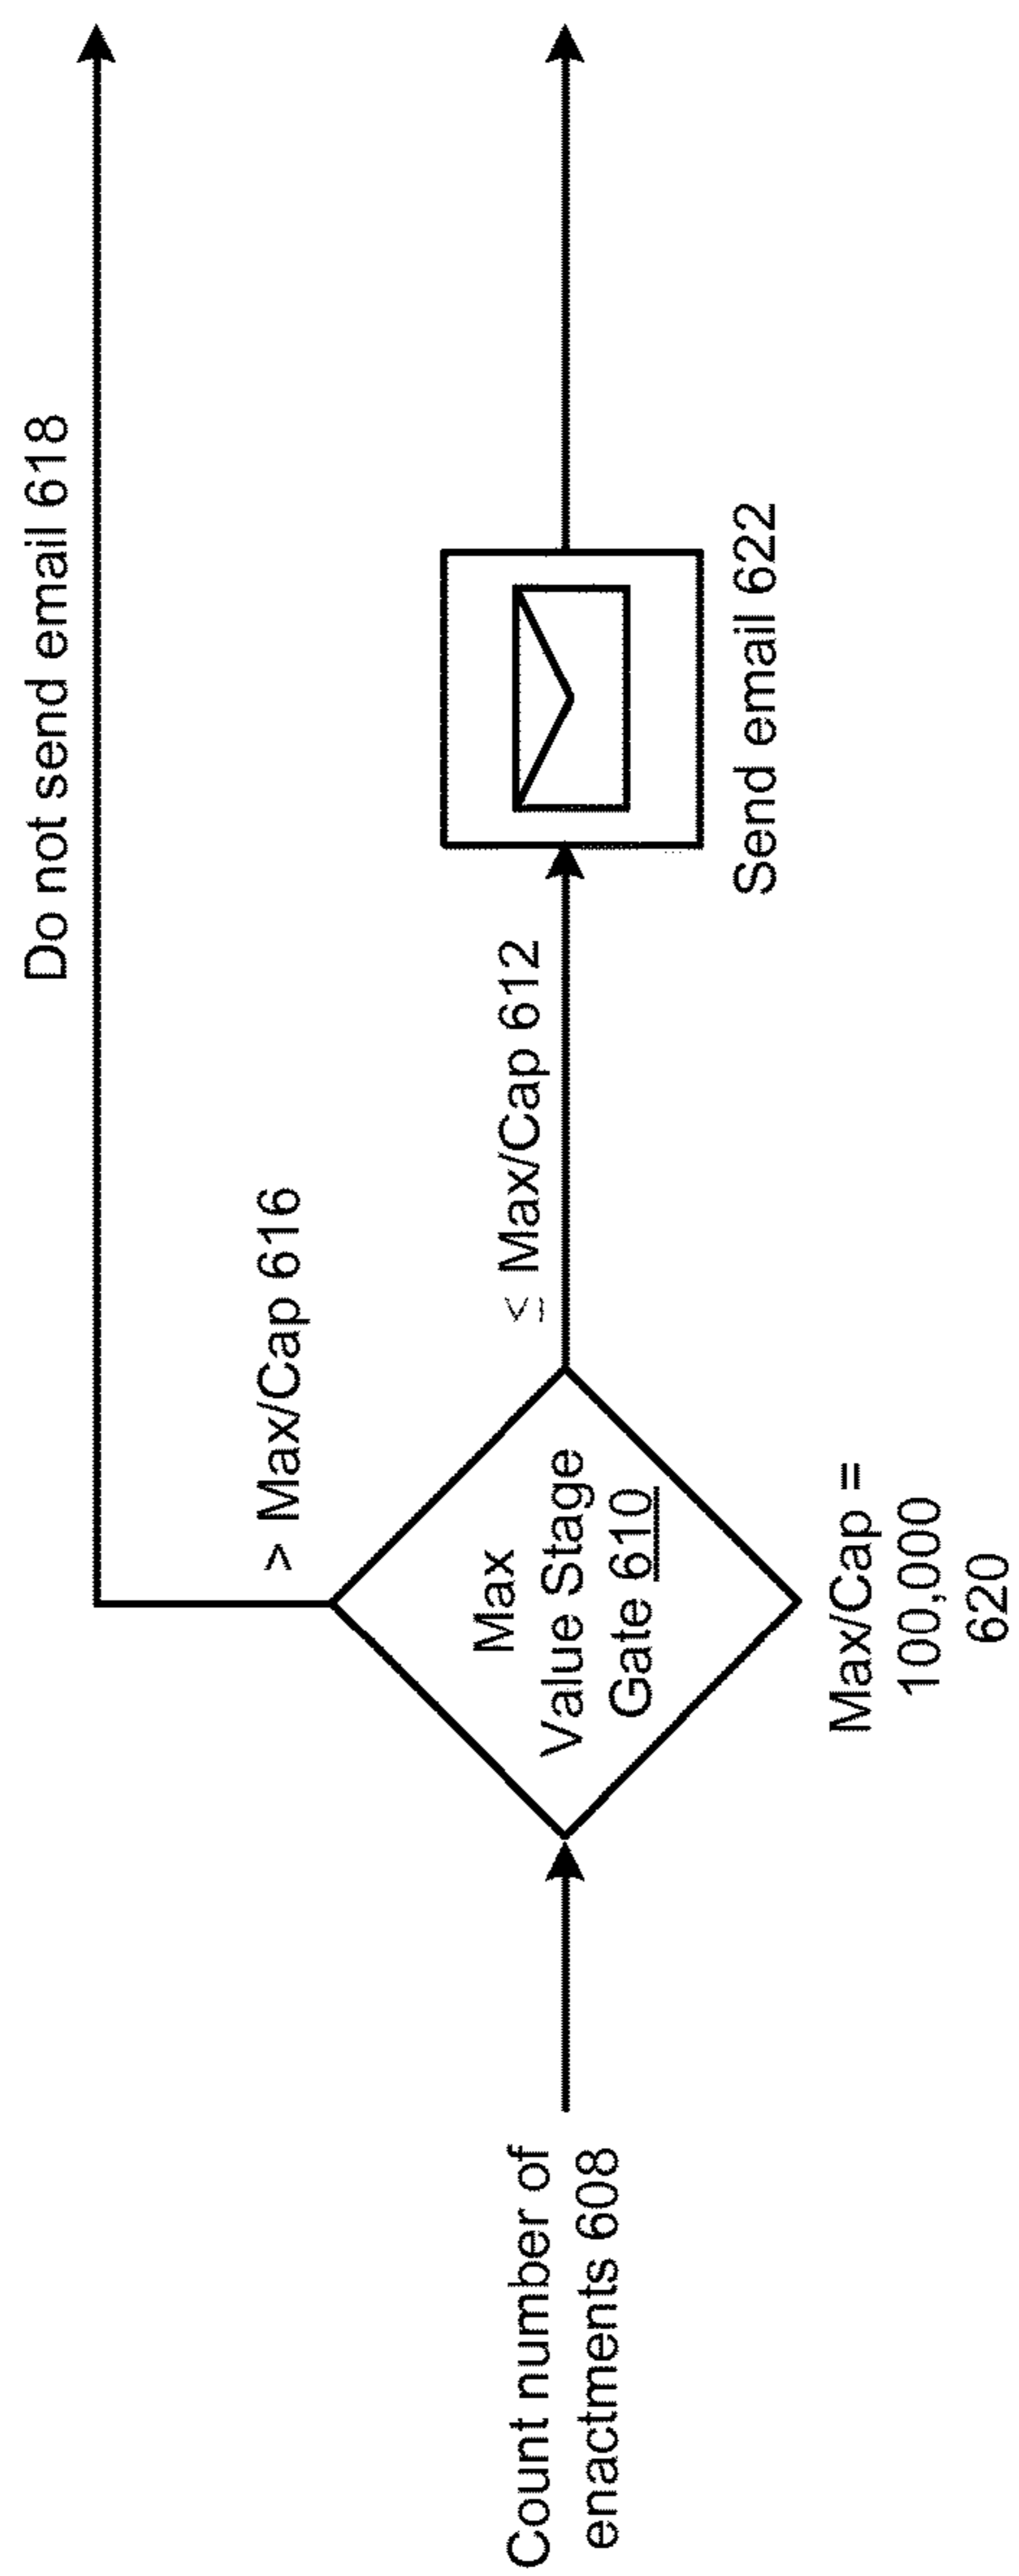 Do not send email 618
> Max/Cap 616
Count number of
enactments 608
Max
Value Stage
Gate 610
≤ Max/Cap 612
Send email 622
Max/Cap =
100,000
620